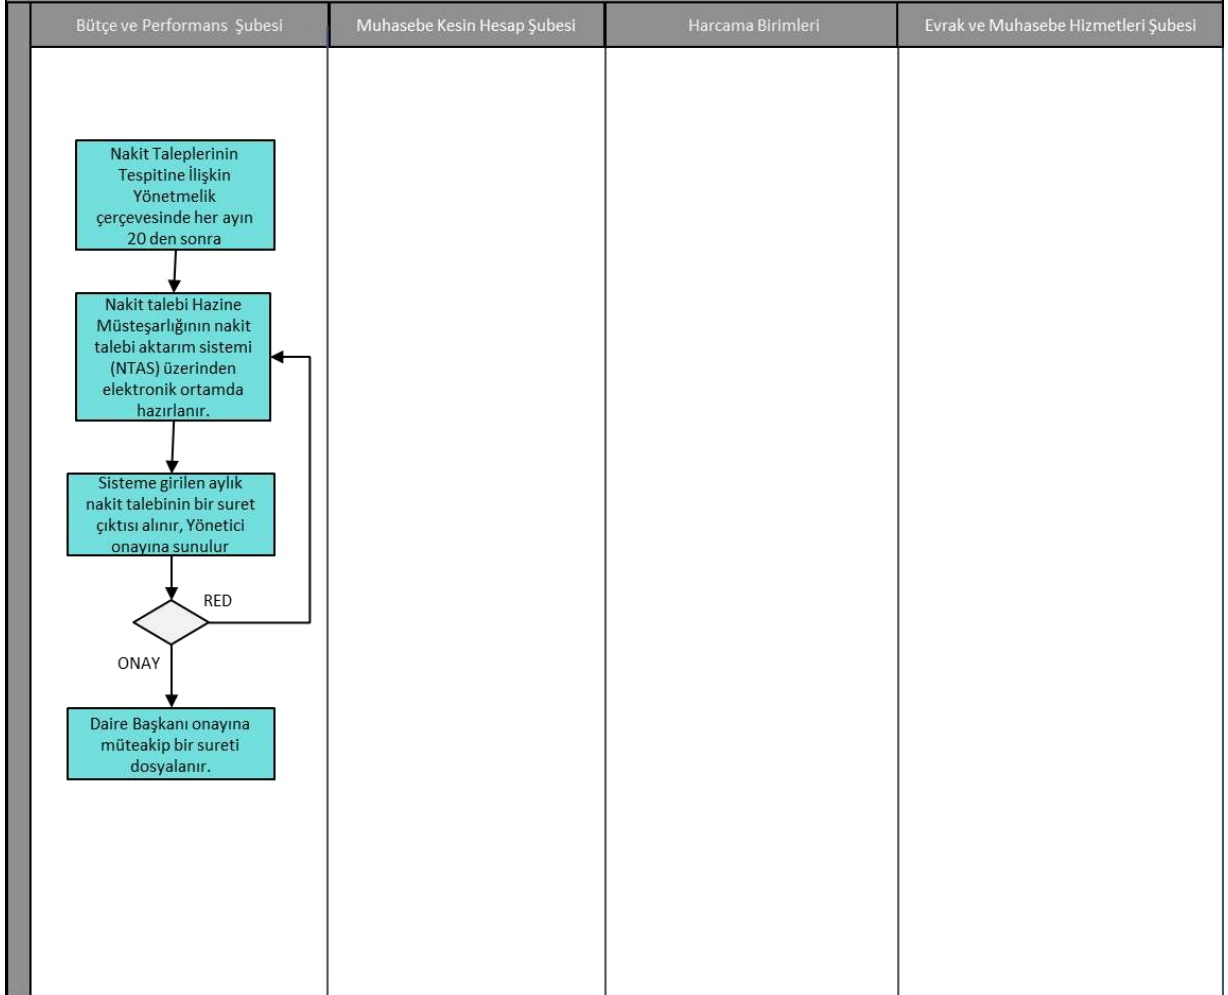 Bütçe ve Performans Şubesi
Muhasebe Kesin Hesap Şubesi
Harcama Birimleri
Evrak ve Muhasebe Hizmetleri Şubesi
Nakit Taleplerinin
Tespitine İlişkin
Yönetmelik
çerçevesinde her ayın
20 den sonra
Nakit talebi Hazine
Müsteşarlığının nakit
talebi aktarım sistemi
(NTAS) üzerinden
elektronik ortamda
hazırlanır.
Sisteme girilen aylık
nakit talebinin bir suret
çıktısı alınır, Yönetici
onayına sunulur
RED
ONAY
Daire Başkanı onayına
müteakip bir sureti
dosyalanır.